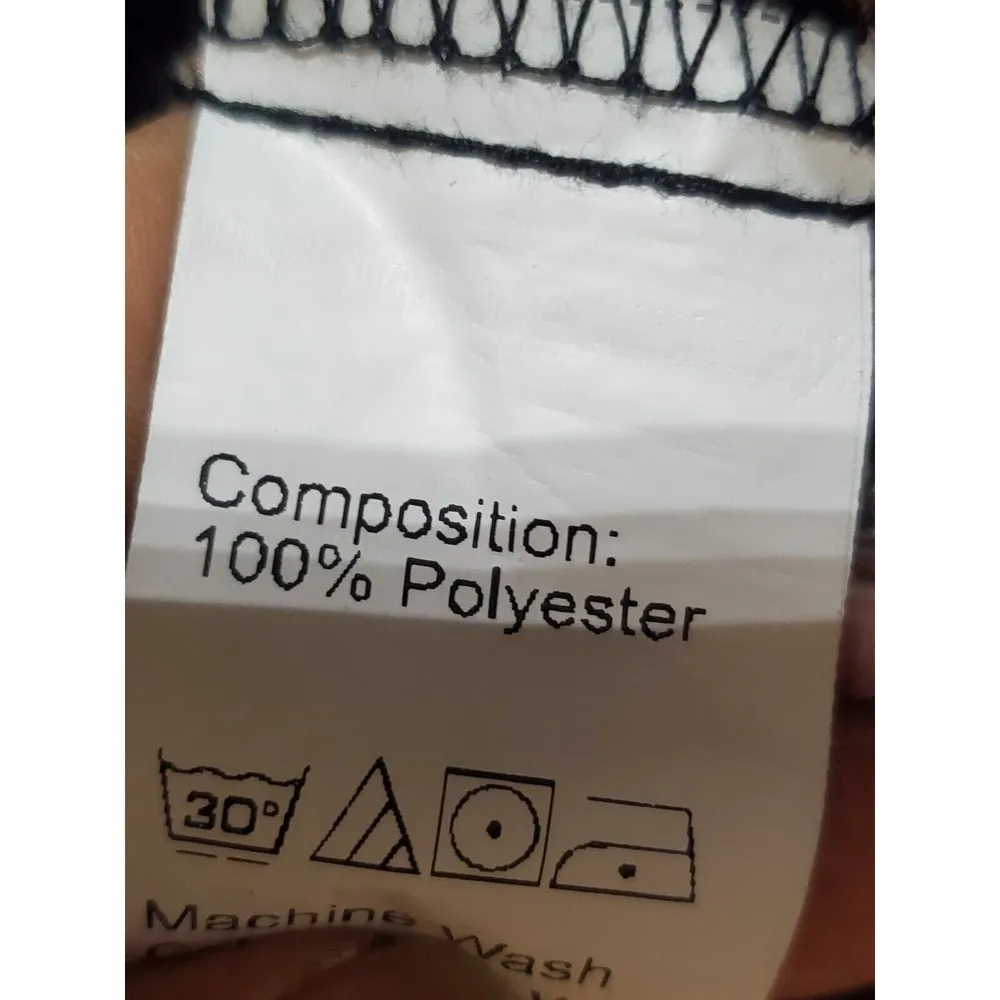 Composition:
100% Polyester
30°
Machine Wash